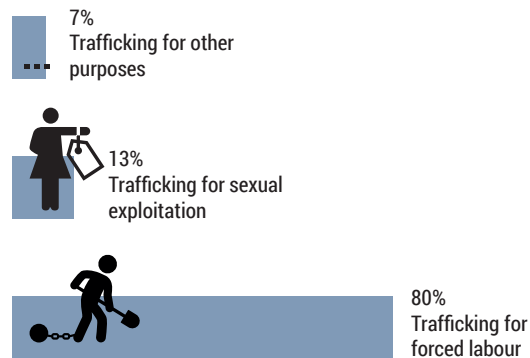 7%
Trafficking for other
purposes
13%
Trafficking for sexual
exploitation
80%
Trafficking for
forced labour